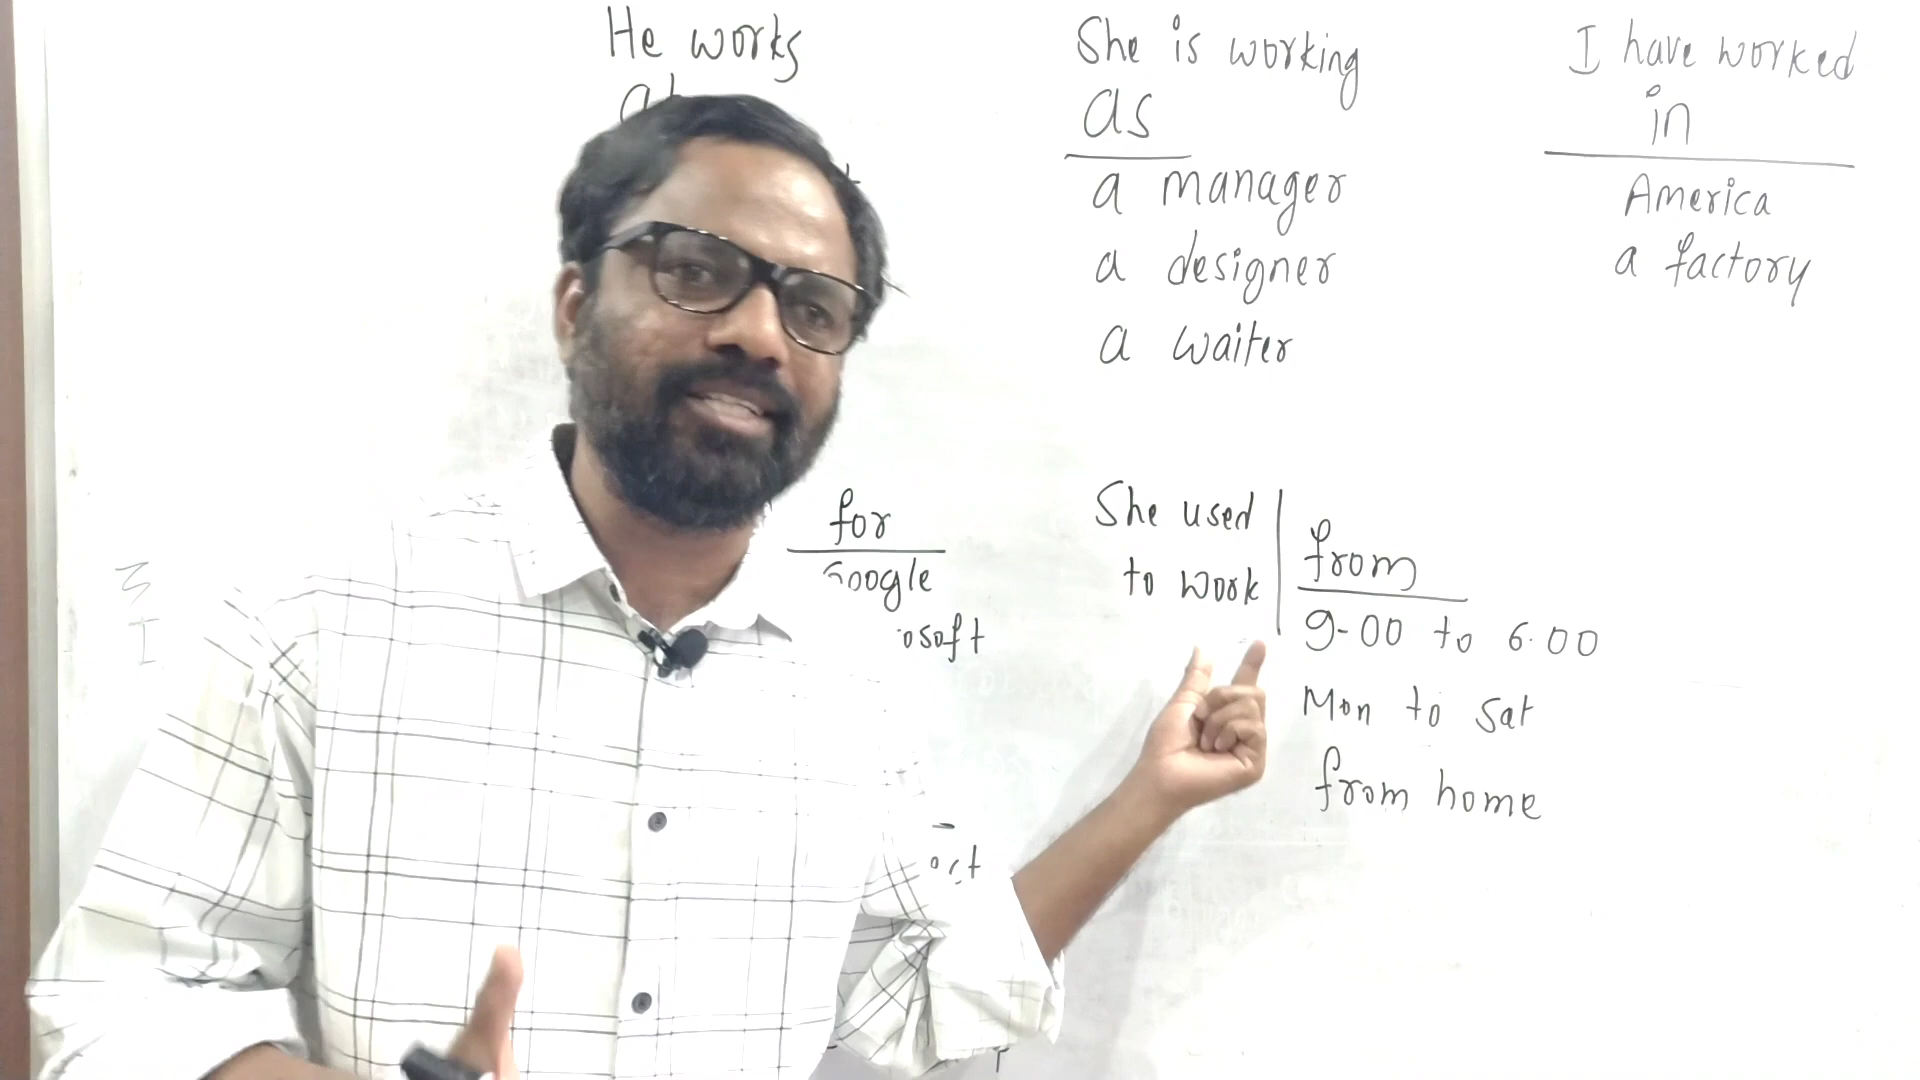 He works
at
She is working
as
a manager
a designer
a waiter
I have worked
in
America
a factory
for
Google
osoft
She used
to work
from
9-00 to 6.00
Mon to Sat
from home